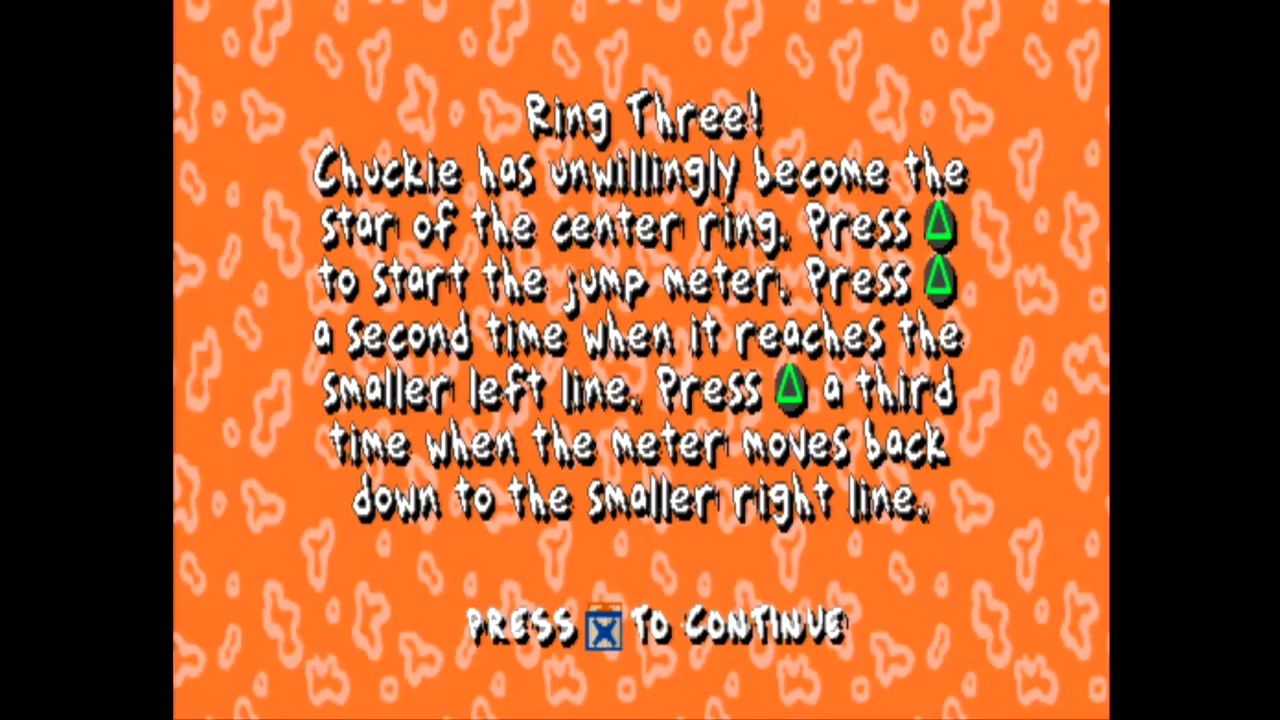 Ring Three!
Chuckie has unwillingly become the
star of the center ring. Press △
to start the jump meter. Press △
a second time when it reaches the
smaller left line. Press △ a third
time when the meter moves back
down to the smaller right line.
PRESS X TO CONTINUE